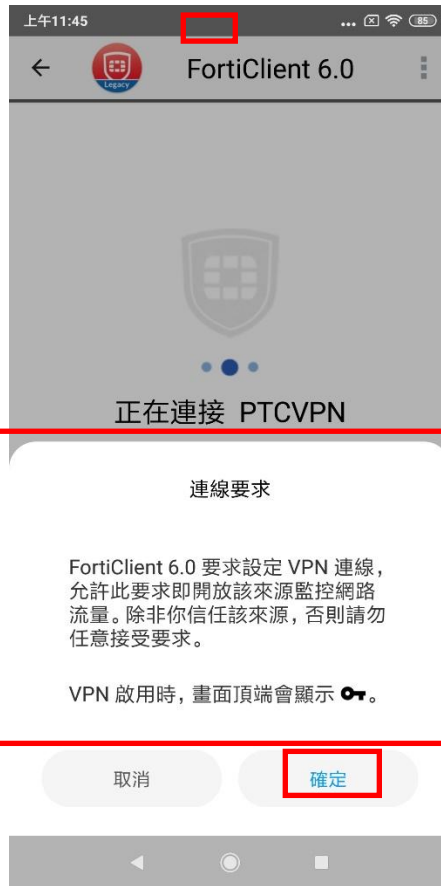 上午11:45
... 85
Legacy
FortiClient 6.0
正在連接 PTCVPN
連線要求
FortiClient 6.0 要求設定 VPN 連線，
允許此要求即開放該來源監控網路
流量。除非你信任該來源，否則請勿
任意接受要求。
VPN 啟用時，畫面頂端會顯示 。
取消
確定